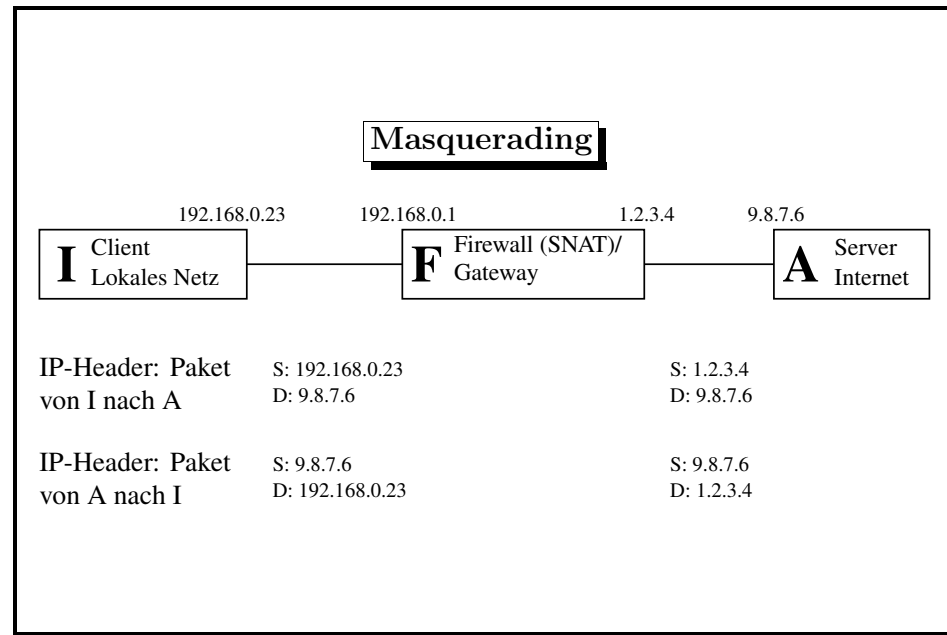 Masquerading
192.168.0.23 192.168.0.1 1.2.3.4 9.8.7.6
I Client Lokales Netz
F Firewall (SNAT)/ Gateway
A Server Internet
IP-Header: Paket von I nach A
S: 192.168.0.23
D: 9.8.7.6
S: 1.2.3.4
D: 9.8.7.6
IP-Header: Paket von A nach I
S: 9.8.7.6
D: 192.168.0.23
S: 9.8.7.6
D: 1.2.3.4